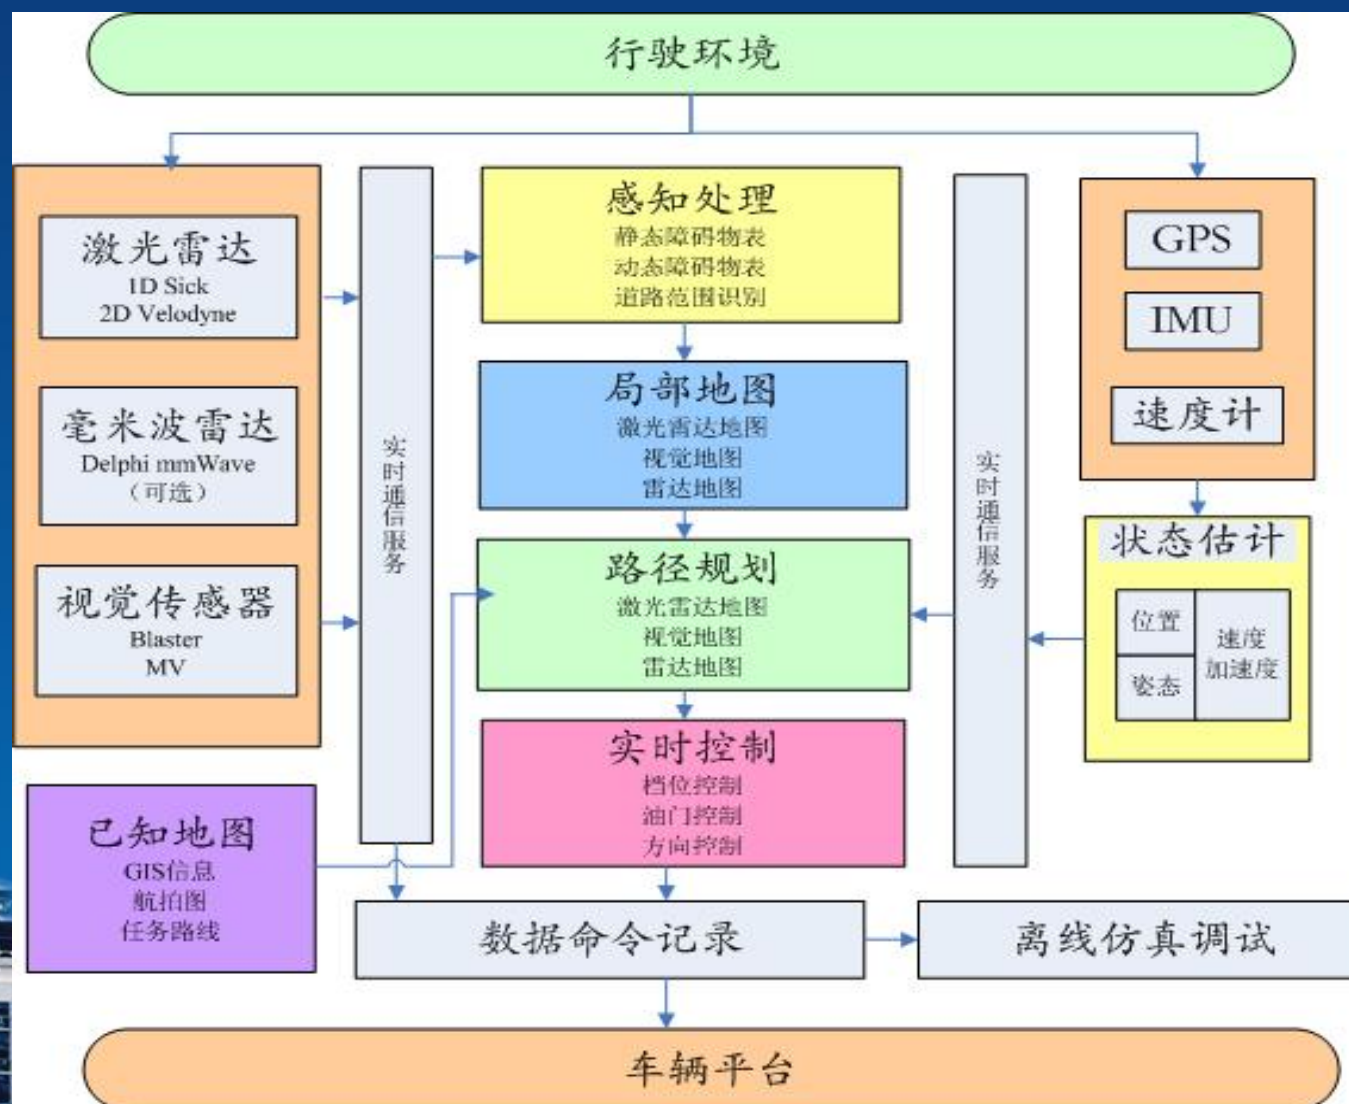 行驶环境
激光雷达
1D Sick
2D Velodyne
毫米波雷达
Delphi mmWave
（可选）
视觉传感器
Blaster
MV
已知地图
GIS信息
航拍图
任务路线
实时通信服务
感知处理
静态障碍物表
动态障碍物表
道路范围识别
局部地图
激光雷达地图
视觉地图
雷达地图
路径规划
激光雷达地图
视觉地图
雷达地图
实时控制
档位控制
油门控制
方向控制
实时通信服务
GPS
IMU
速度计
状态估计
位置
姿态
速度
加速度
数据命令记录
离线仿真调试
车辆平台